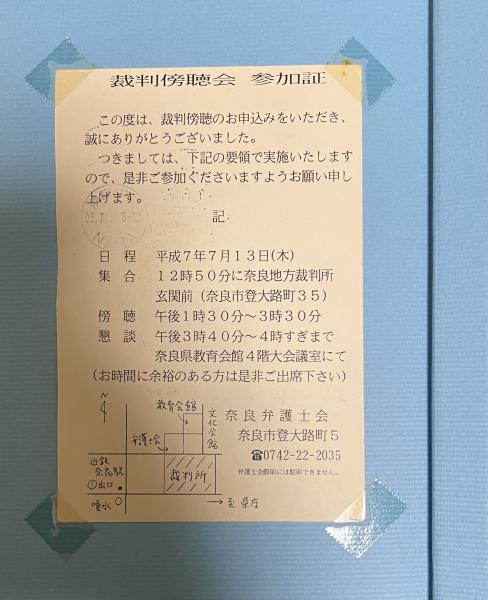 裁判傍聴会 参加証
この度は、裁判傍聴のお申込みをいただき、
誠にありがとうございました。
つきましては、下記の要領で実施いたします
ので、是非ご参加くださいますようお願い申し
上げます。
記
日 程 平成7年7月13日(木)
集 合 12時50分に奈良地方裁判所
玄関前（奈良市登大路町35）
傍 聴 午後1時30分～3時30分
懇 談 午後3時40分～4時すぎまで
奈良県教育会館4階大会議室にて
（お時間に余裕のある方は是非ご出席下さい）
N
教育会館
文化会館
弁護士会
近鉄
奈良駅
①出口
裁判所
噴水
→至県庁
奈良弁護士会
奈良市登大路町5
☎0742-22-2035
弁護士会館前には駐車できません。